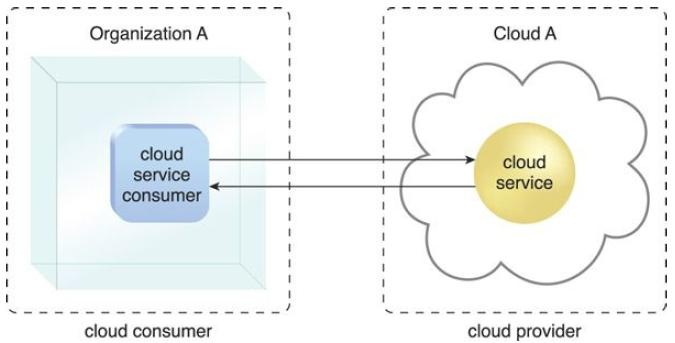 Organization A
Cloud A
cloud
service
consumer
cloud
service
cloud consumer
cloud provider